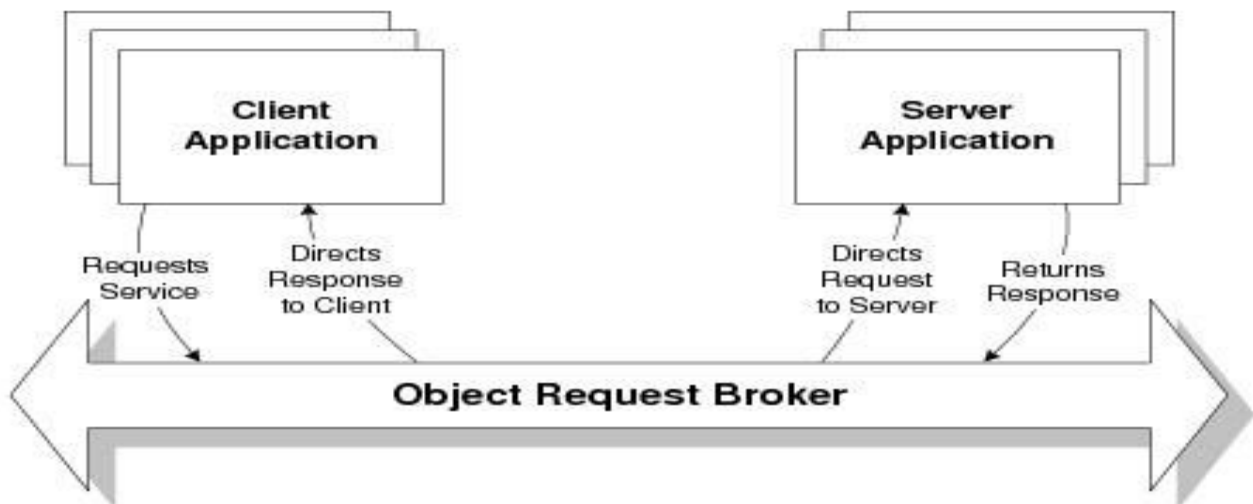 Client
Application
Server
Application
Requests
Service
Directs
Response
to Client
Directs
Request
to Server
Returns
Response
Object Request Broker